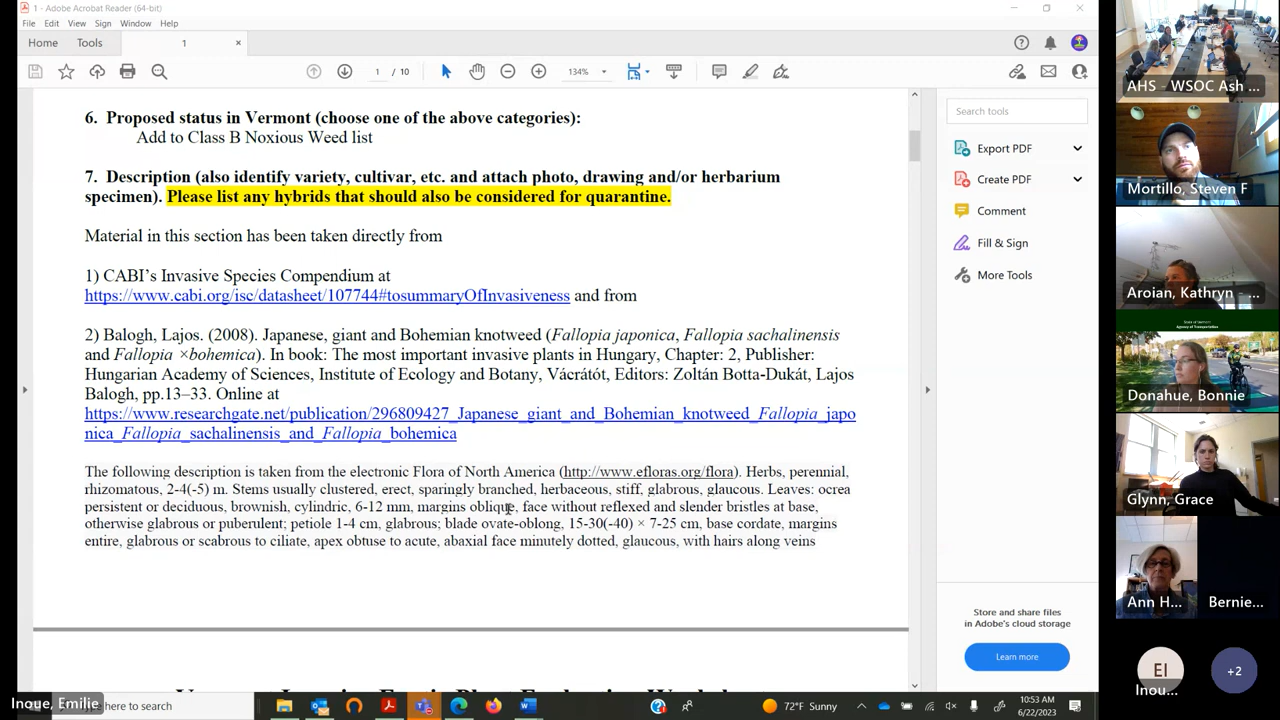 1 - Adobe Acrobat Reader (64-bit)
File Edit View Sign Window Help
Home Tools 1 ×
1 / 10 134%
6. Proposed status in Vermont (choose one of the above categories):
Add to Class B Noxious Weed list
7. Description (also identify variety, cultivar, etc. and attach photo, drawing and/or herbarium
specimen). Please list any hybrids that should also be considered for quarantine.
Material in this section has been taken directly from
1) CABI's Invasive Species Compendium at
https://www.cabi.org/isc/datasheet/107744#tosummaryOfInvasiveness and from
2) Balogh, Lajos. (2008). Japanese, giant and Bohemian knotweed (Fallopia japonica, Fallopia sachalinensis
and Fallopia ×bohemica). In book: The most important invasive plants in Hungary, Chapter: 2, Publisher:
Hungarian Academy of Sciences, Institute of Ecology and Botany, Vácrátót, Editors: Zoltán Botta-Dukát, Lajos
Balogh, pp.13–33. Online at
https://www.researchgate.net/publication/296809427_Japanese_giant_and_Bohemian_knotweed_Fallopia_japo
nica_Fallopia_sachalinensis_and_Fallopia_bohemica
The following description is taken from the electronic Flora of North America (http://www.efloras.org/flora). Herbs, perennial,
rhizomatous, 2-4(-5) m. Stems usually clustered, erect, sparingly branched, herbaceous, stiff, glabrous, glaucous. Leaves: ocrea
persistent or deciduous, brownish, cylindric, 6-12 mm, margins oblique, face without reflexed and slender bristles at base,
otherwise glabrous or puberulent; petiole 1-4 cm, glabrous; blade ovate-oblong, 15-30(-40) × 7-25 cm, base cordate, margins
entire, glabrous or scabrous to ciliate, apex obtuse to acute, abaxial face minutely dotted, glaucous, with hairs along veins
Search tools
Export PDF
Create PDF
Comment
Fill & Sign
More Tools
Store and share files
in Adobe's cloud storage
Learn more
AHS - WSOC Ash ...
Mortillo, Steven F
Aroian, Kathryn - ...
State of Vermont
Agency of Transportation
Donahue, Bonnie
Glynn, Grace
Ann H... Bernie...
EI +2
Inou...
Inoue, Emilie
here to search
72°F Sunny
10:53 AM
6/22/2023